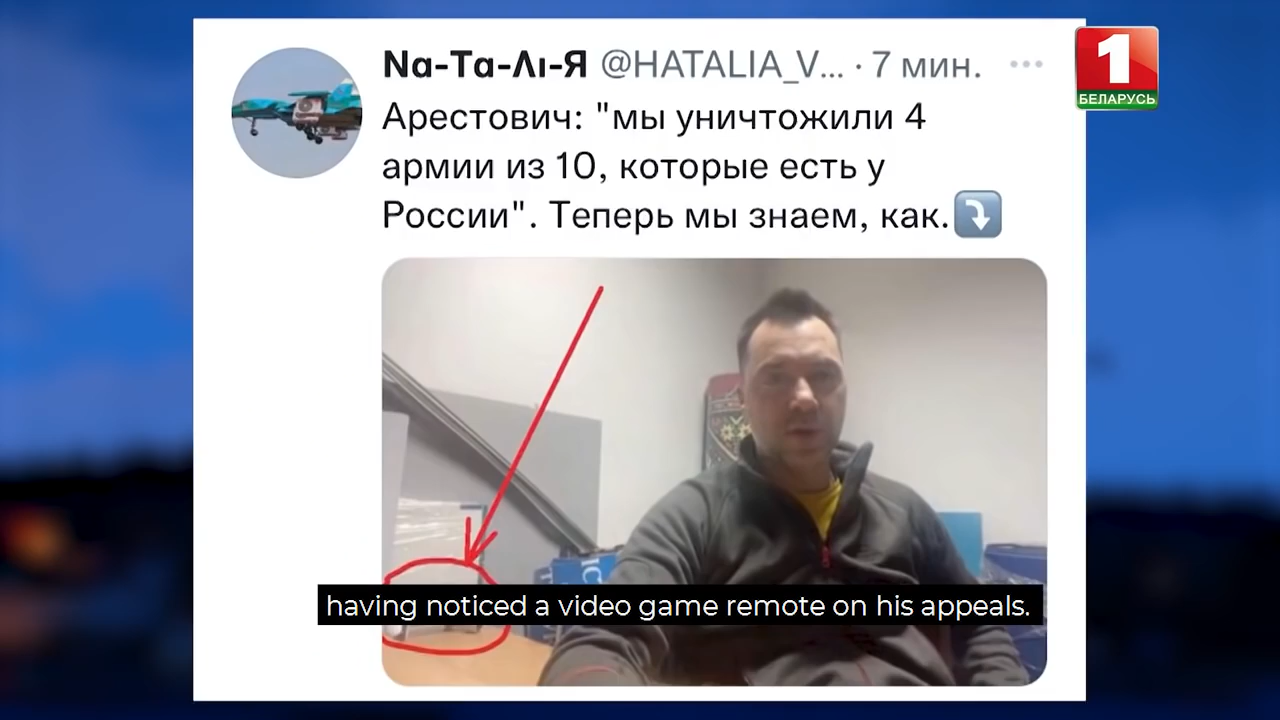 Nα-Ta-Λι-Я @HATALIA_V... · 7 мин.
1
БЕЛАРУСЬ
Арестович: "мы уничтожили 4
армии из 10, которые есть у
России". Теперь мы знаем, как.⤵️
having noticed a video game remote on his appeals.